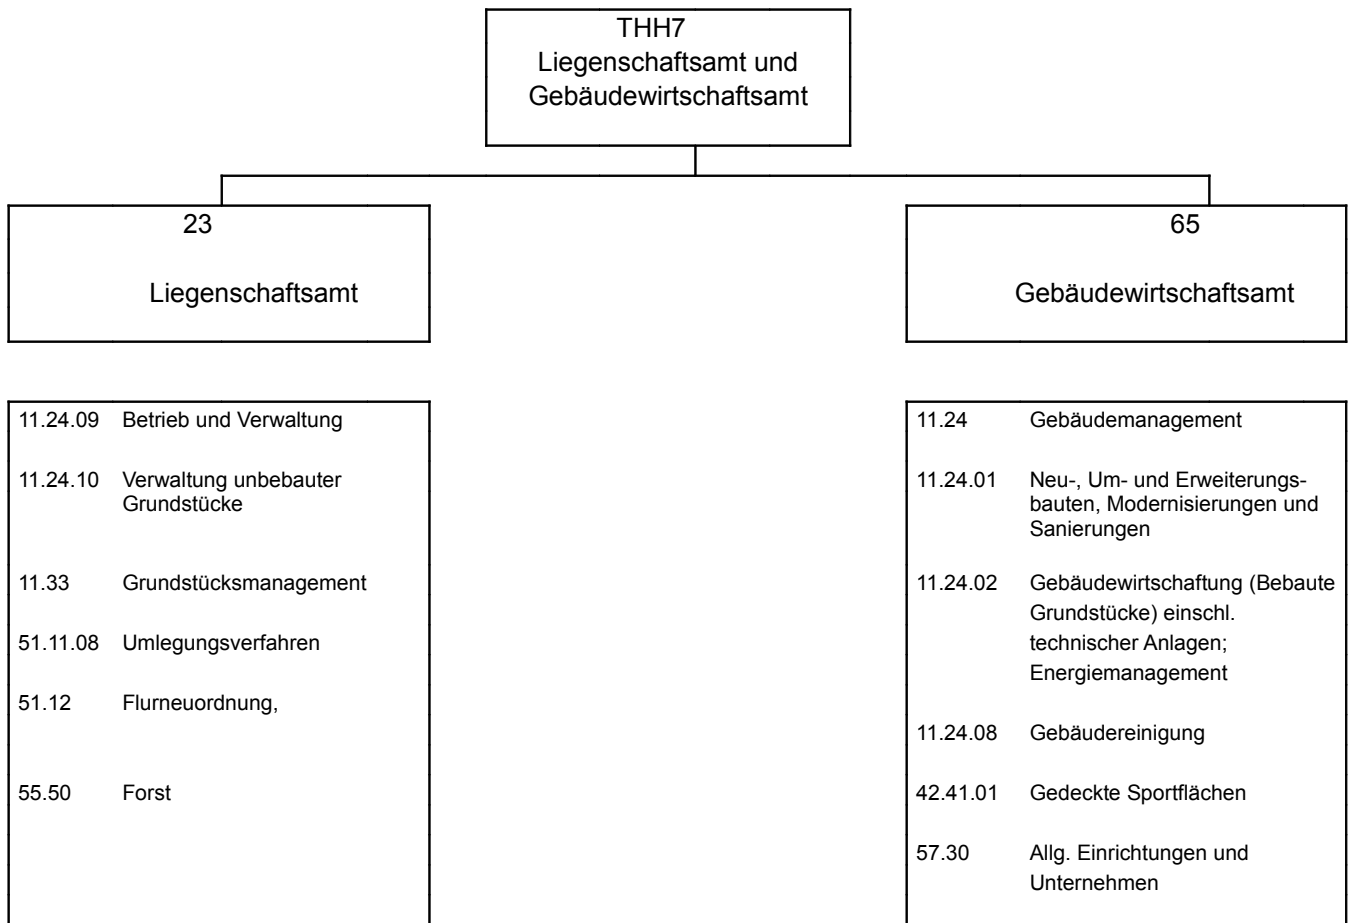 THH7
Liegenschaftsamt und
Gebäudewirtschaftsamt
23
Liegenschaftsamt
65
Gebäudewirtschaftsamt
11.24.09 Betrieb und Verwaltung
11.24.10 Verwaltung unbebauter
Grundstücke
11.33 Grundstücksmanagement
51.11.08 Umlegungsverfahren
51.12 Flurneuordnung,
55.50 Forst
11.24 Gebäudemanagement
11.24.01 Neu-, Um- und Erweiterungs-
bauten, Modernisierungen und
Sanierungen
11.24.02 Gebäudewirtschaftung (Bebaute
Grundstücke) einschl.
technischer Anlagen;
Energiemanagement
11.24.08 Gebäudereinigung
42.41.01 Gedeckte Sportflächen
57.30 Allg. Einrichtungen und
Unternehmen